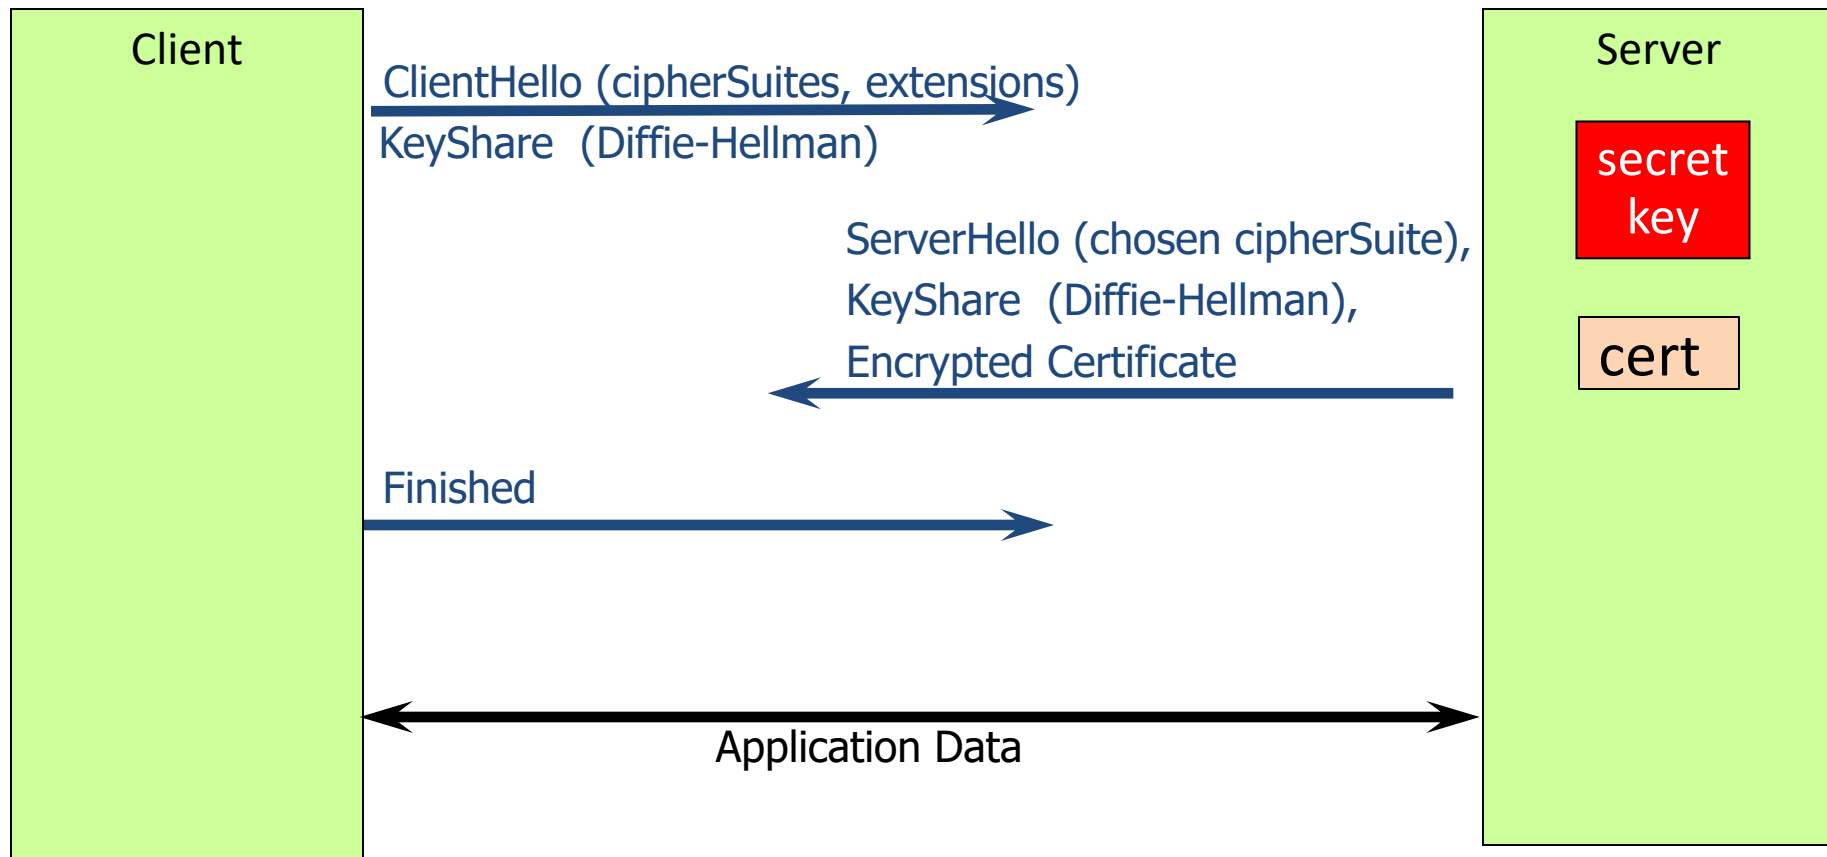 Client
Server
ClientHello (cipherSuites, extensions)
KeyShare (Diffie-Hellman)
secret
key
ServerHello (chosen cipherSuite),
KeyShare (Diffie-Hellman),
Encrypted Certificate
cert
Finished
Application Data